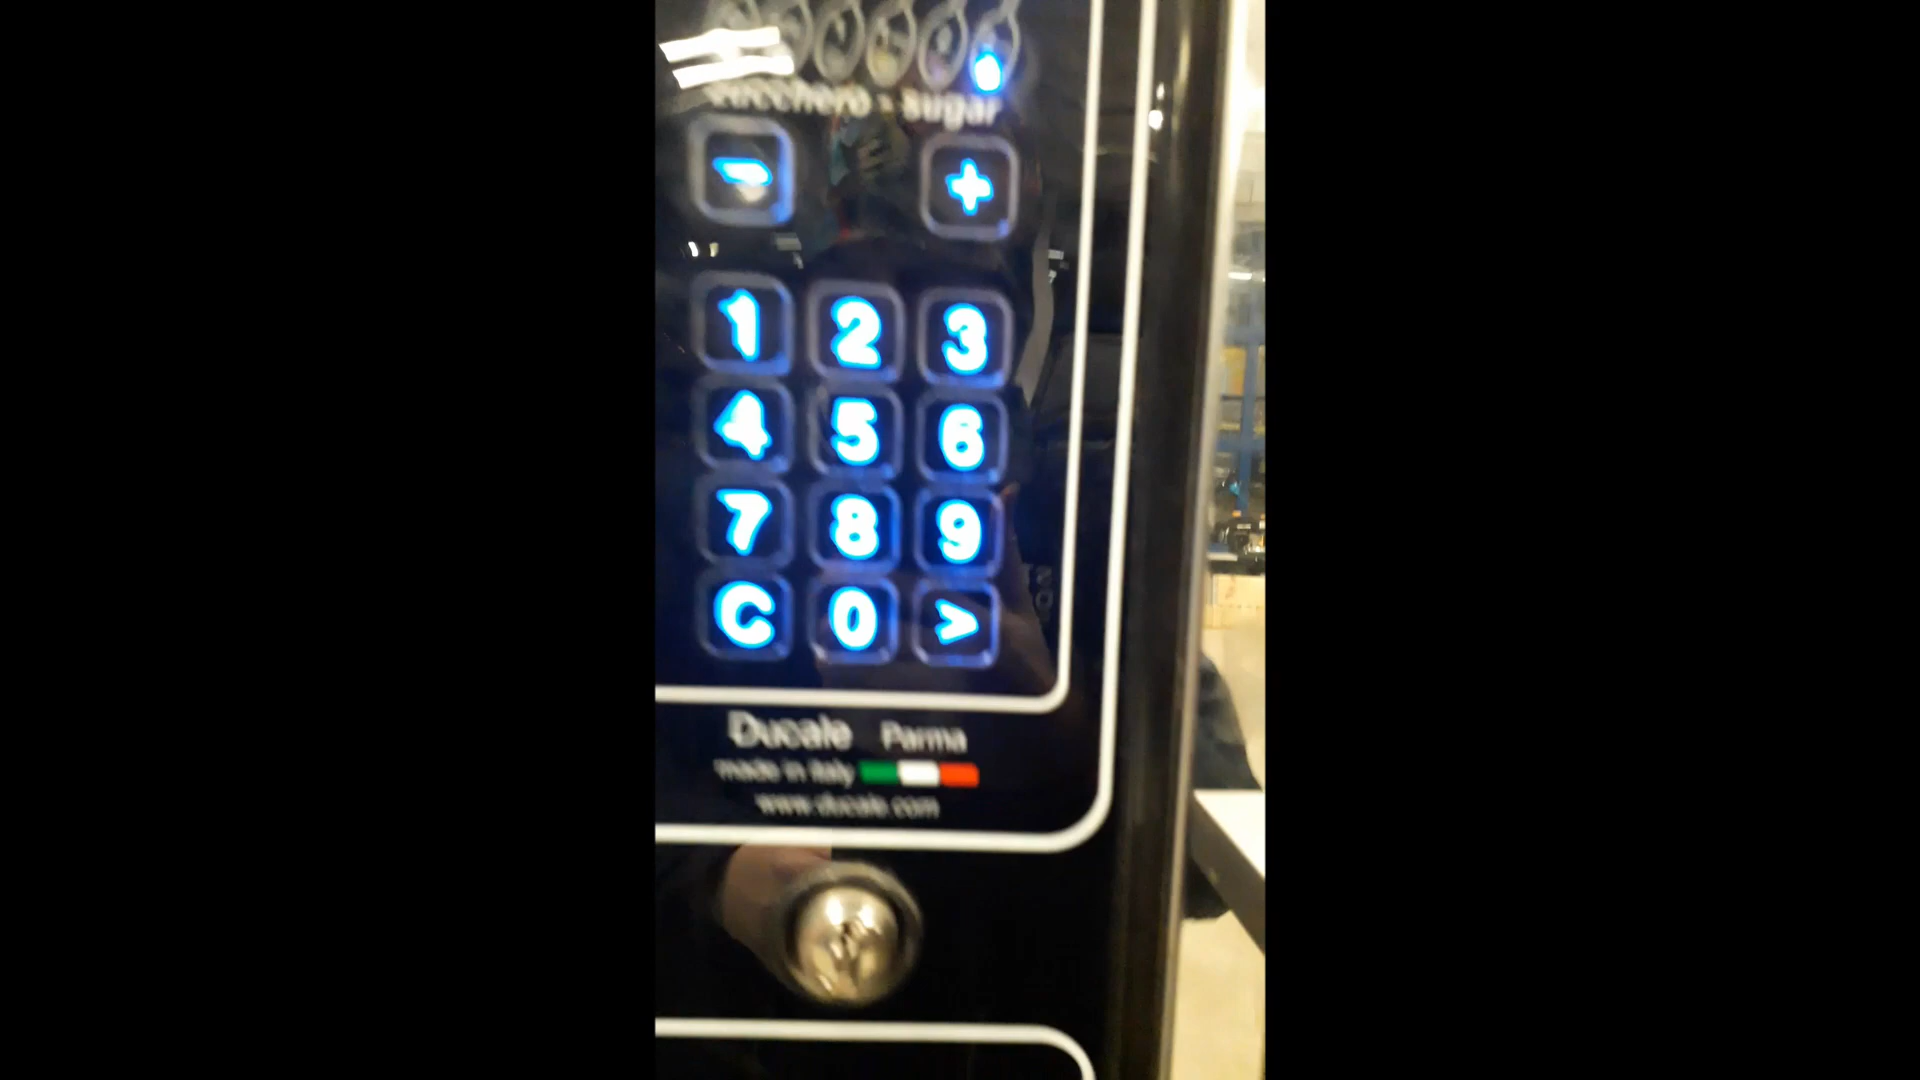 zucchero - sugar
- +
1 2 3
4 5 6
7 8 9
C 0 >
Ducale Parma
made in italy
www.ducale.com